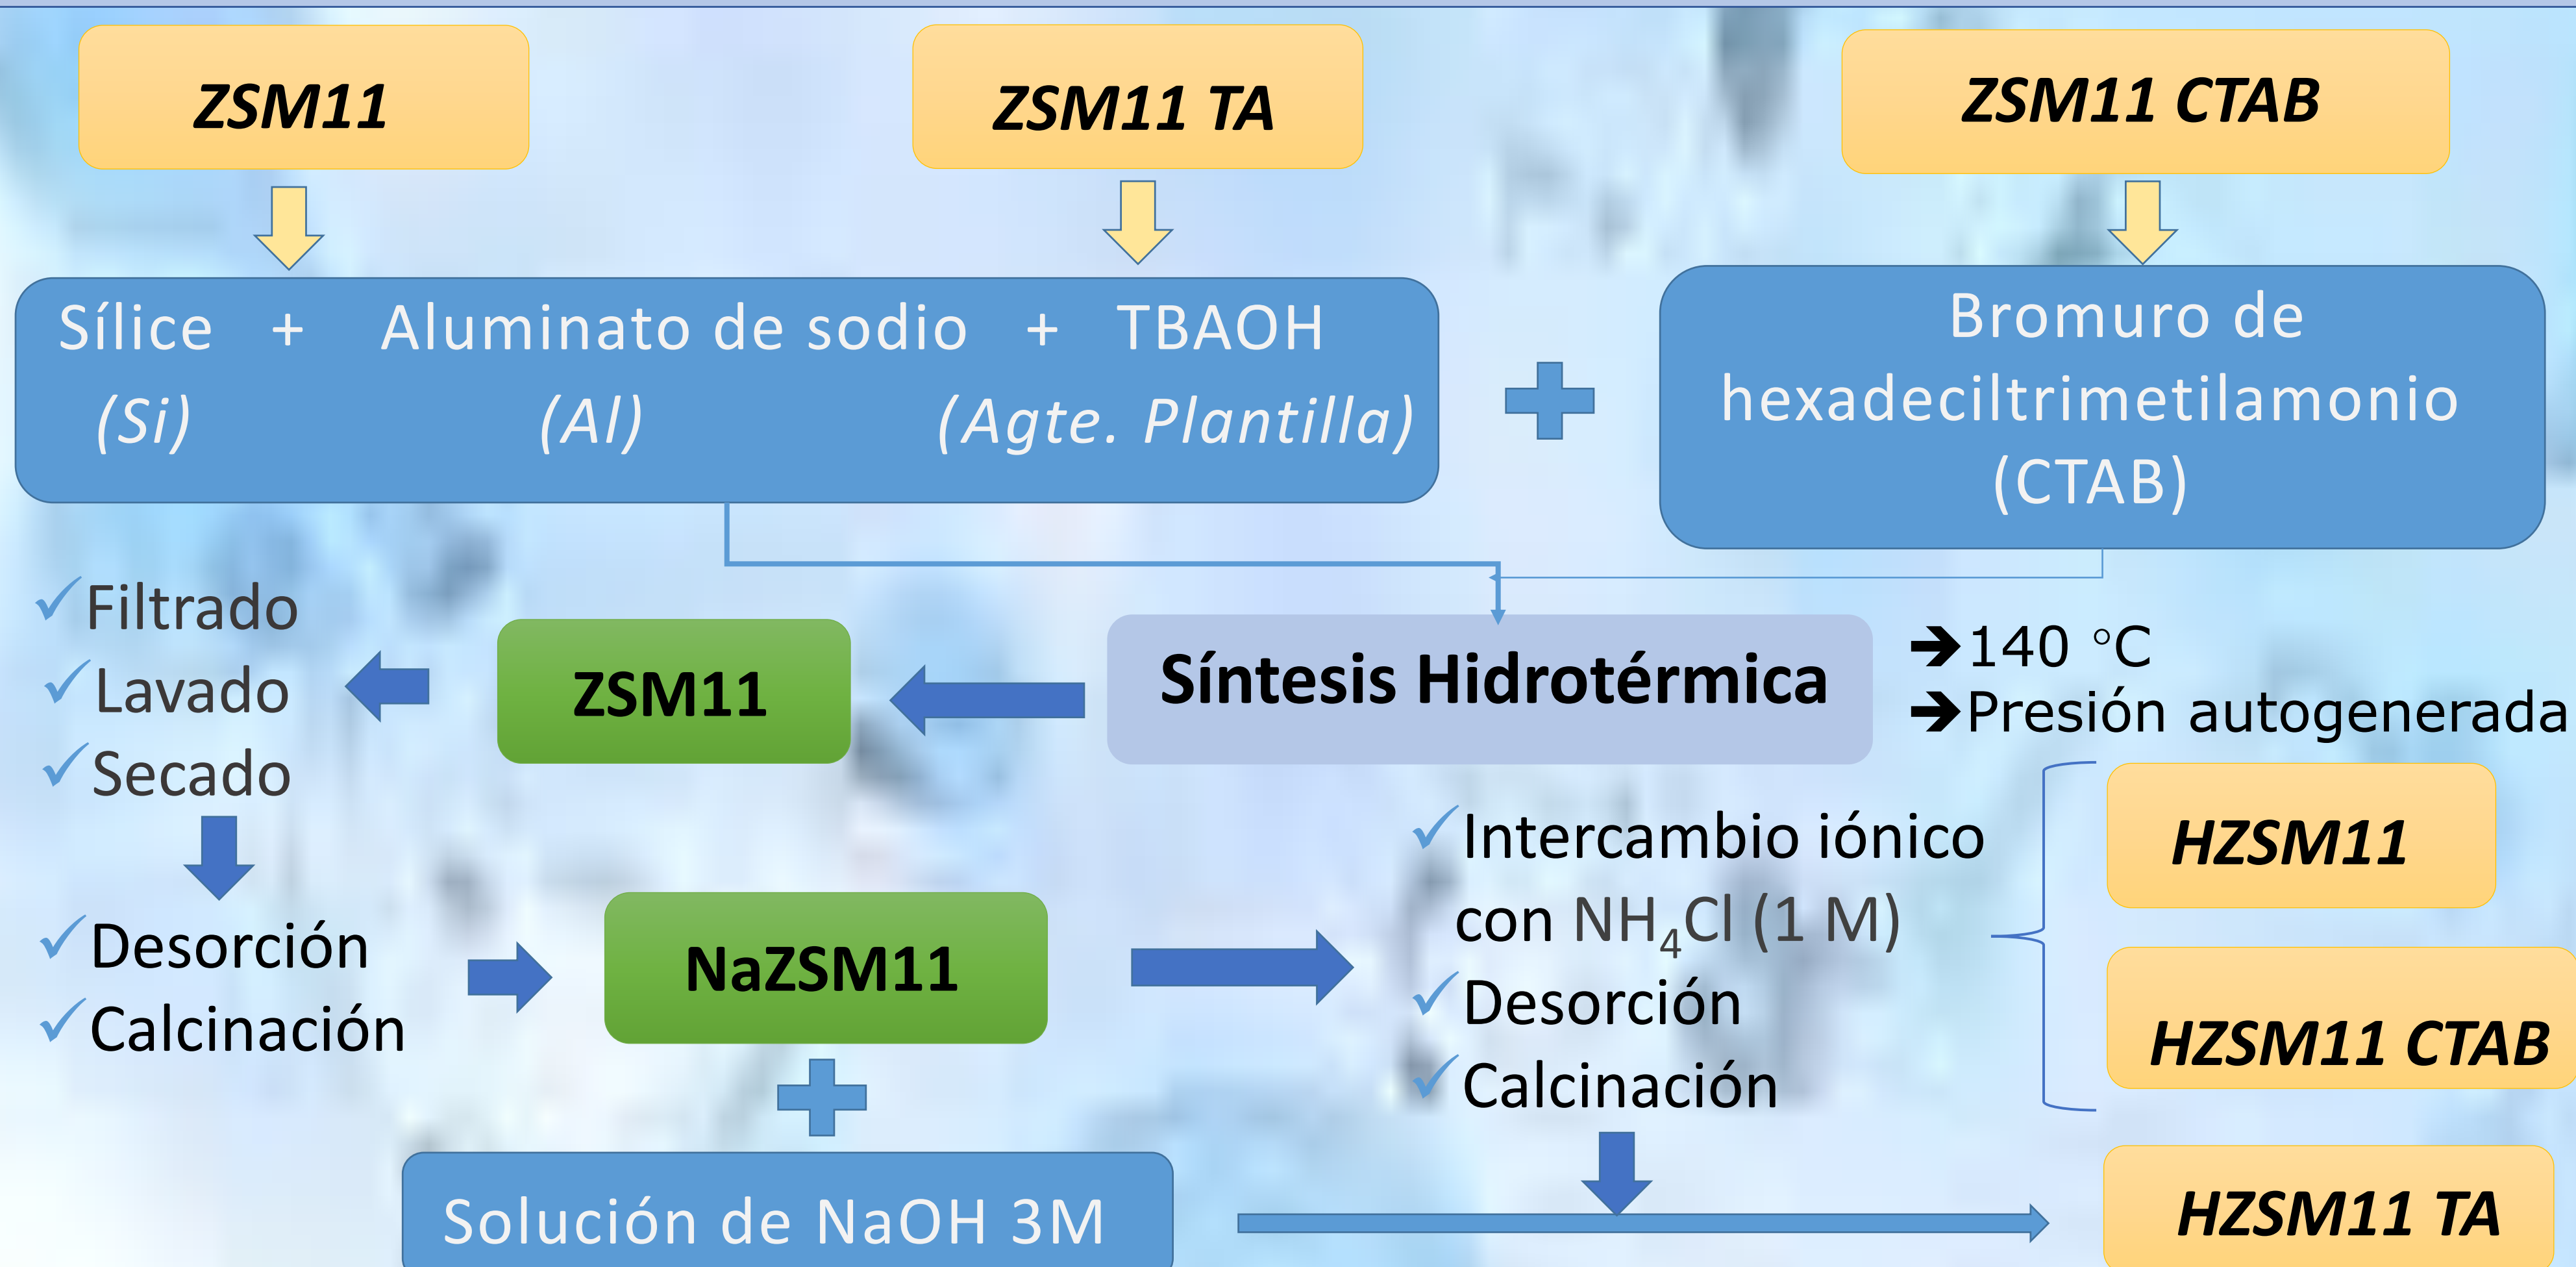 ZSM11
ZSM11 TA
ZSM11 CTAB
Sílice + Aluminato de sodio + TBAOH
(Si) (Al) (Agte. Plantilla)
Bromuro de
hexadeciltrimetilamonio
(CTAB)
Síntesis Hidrotérmica
➔140 °C
➔Presión autogenerada
ZSM11
✓Filtrado
✓Lavado
✓Secado
✓Desorción
✓Calcinación
NaZSM11
✓Intercambio iónico
con NH₄Cl (1 M)
✓Desorción
✓Calcinación
HZSM11
HZSM11 CTAB
Solución de NaOH 3M
HZSM11 TA